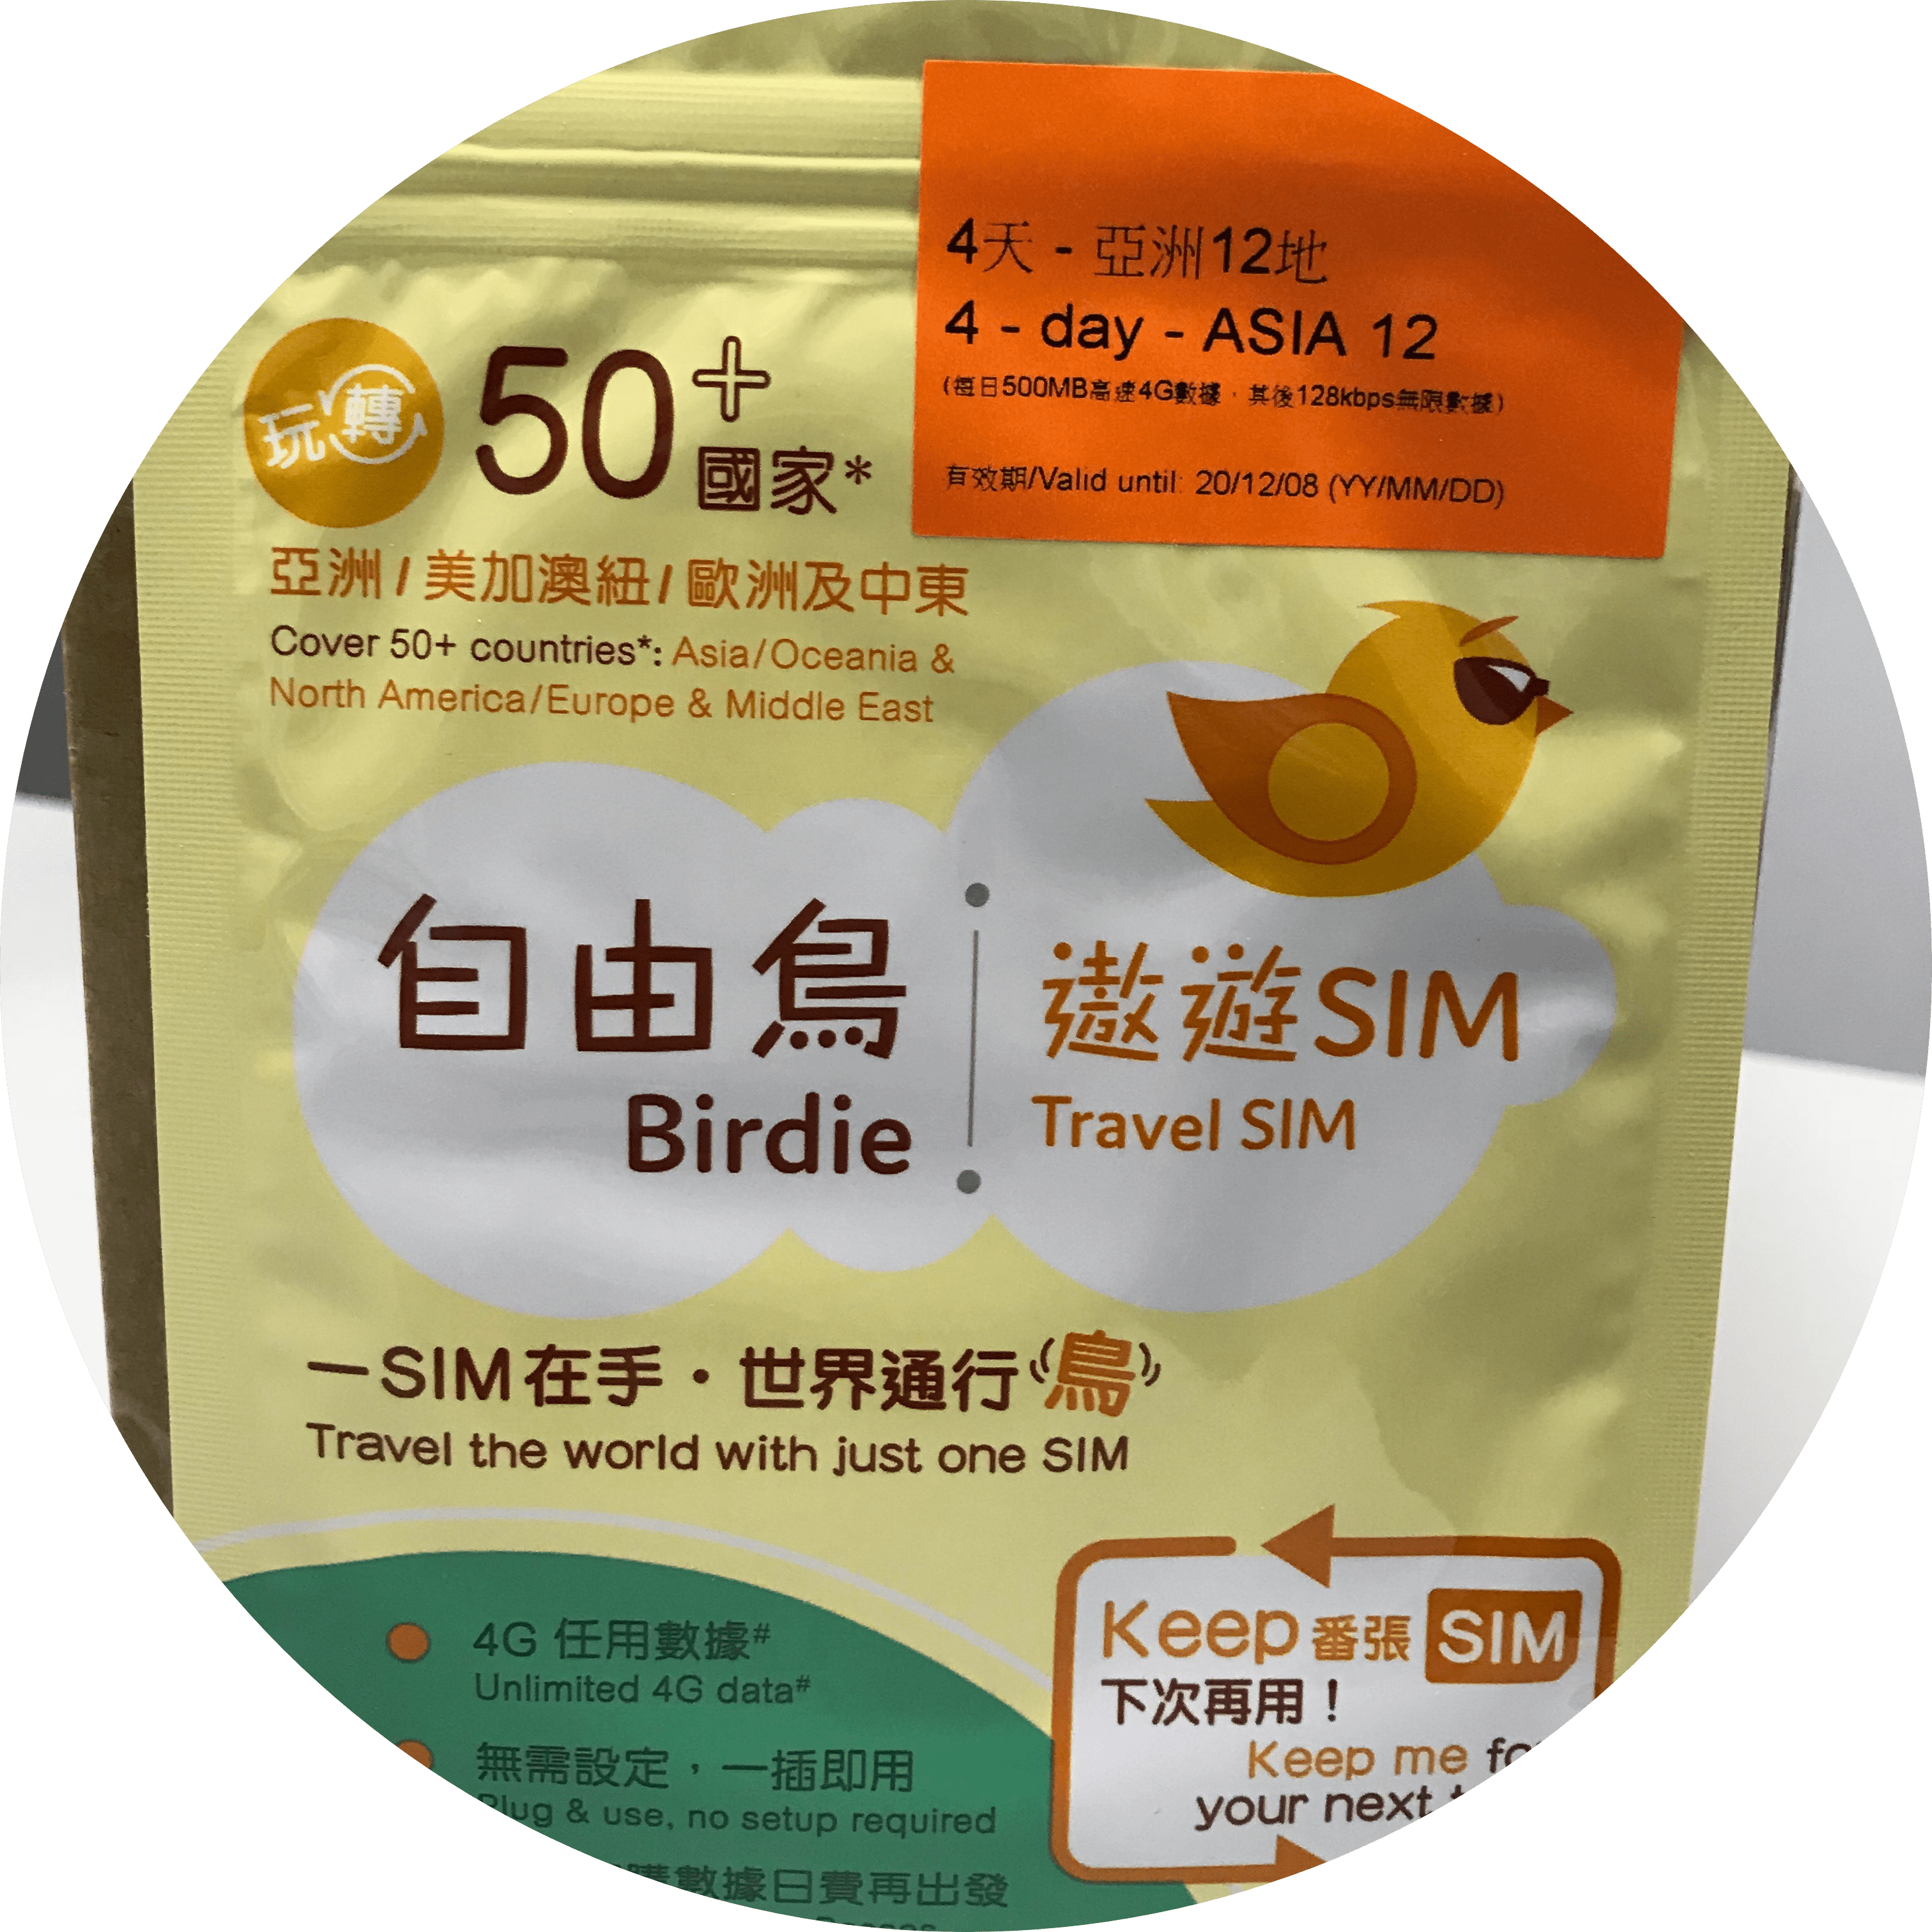 4天 - 亞洲12地
4 - day - ASIA 12
(每日500MB高速4G數據，其後128kbps無限數據)
有效期/Valid until: 20/12/08 (YY/MM/DD)
玩轉 50+ 國家*
亞洲/美加澳紐/歐洲及中東
Cover 50+ countries*: Asia/Oceania &
North America/Europe & Middle East
自由鳥
Birdie
遨遊SIM
Travel SIM
一SIM在手・世界通行鳥
Travel the world with just one SIM
4G 任用數據#
Unlimited 4G data#
無需設定，一插即用
Plug & use, no setup required
數據日費再出發
Keep 番張 SIM
下次再用！
Keep me
your next